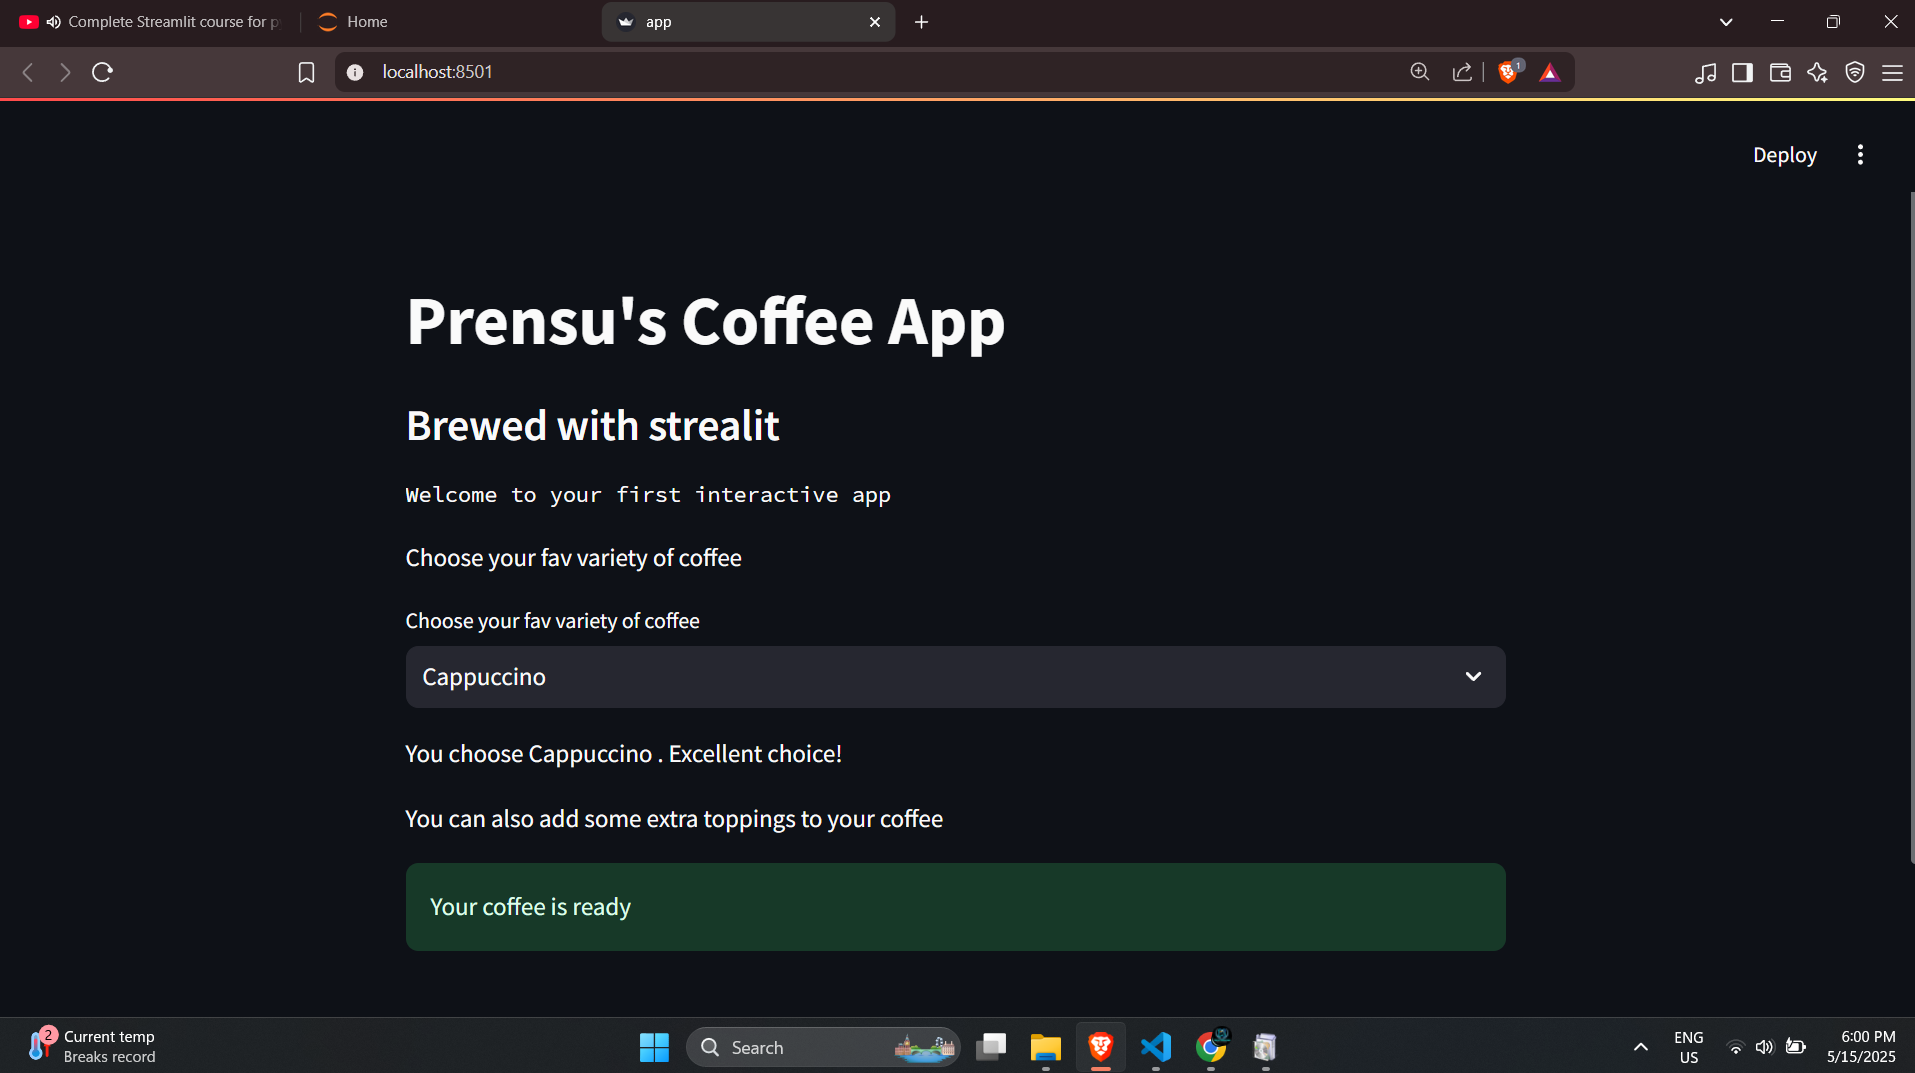 Complete Streamlit course for
Home
app
localhost:8501
1
Deploy
Prensu's Coffee App
Brewed with strealit
Welcome to your first interactive app
Choose your fav variety of coffee
Choose your fav variety of coffee
Cappuccino
You choose Cappuccino . Excellent choice!
You can also add some extra toppings to your coffee
Your coffee is ready
2
Current temp
Breaks record
Search
ENG
US
6:00 PM
5/15/2025